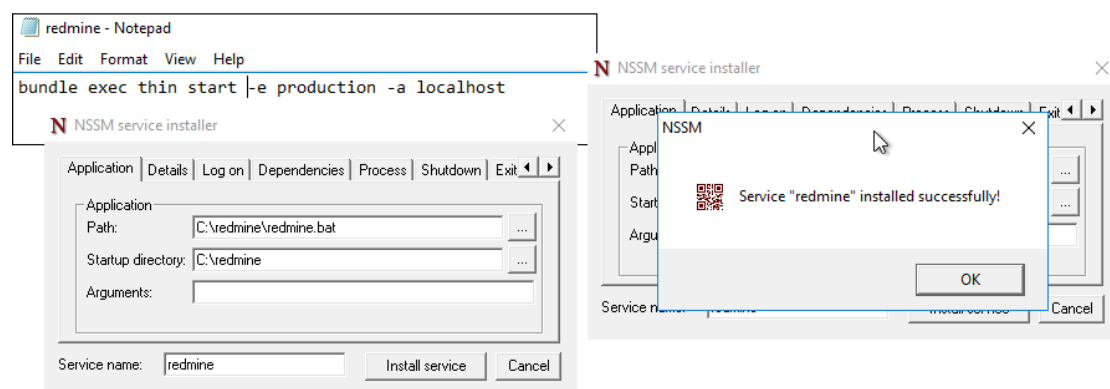 redmine - Notepad
File Edit Format View Help
bundle exec thin start -e production -a localhost
NSSM service installer
Application Details Log on Dependencies Process Shutdown Exit
Application
Path: C:\redmine\redmine.bat ...
Startup directory: C:\redmine ...
Arguments:
Service name: redmine Install service Cancel
NSSM service installer
NSSM
Service "redmine" installed successfully!
OK
Path
...
...
Cancel